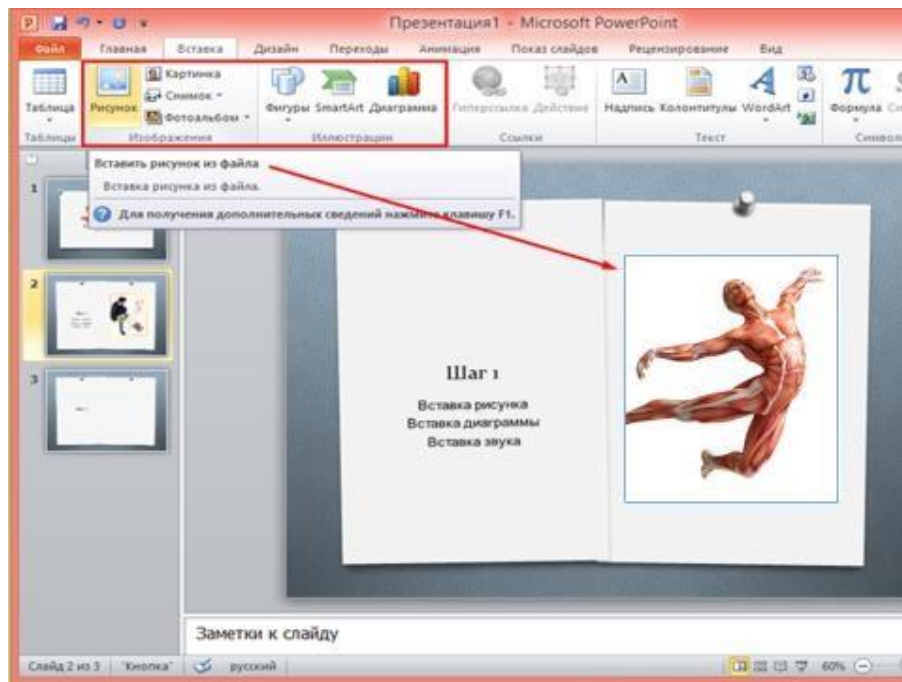 Презентация1 - Microsoft PowerPoint
Файл Главная Вставка Дизайн Переходы Анимация Показ слайдов Рецензирование Вид
Таблица
Таблицы
Рисунок
Картинка
Снимок
Фотоальбом
Изображения
Фигуры SmartArt Диаграмма
Иллюстрации
Гиперссылка Действие
Ссылки
Надпись Колонтитулы WordArt
Текст
Формула
Вставить рисунок из файла
Вставка рисунка из файла.
Для получения дополнительных сведений нажмите клавишу F1.
1
2
3
Шаг 1
Вставка рисунка
Вставка диаграммы
Вставка звука
Заметки к слайду
Слайд 2 из 3 "Кнопка" русский 60%